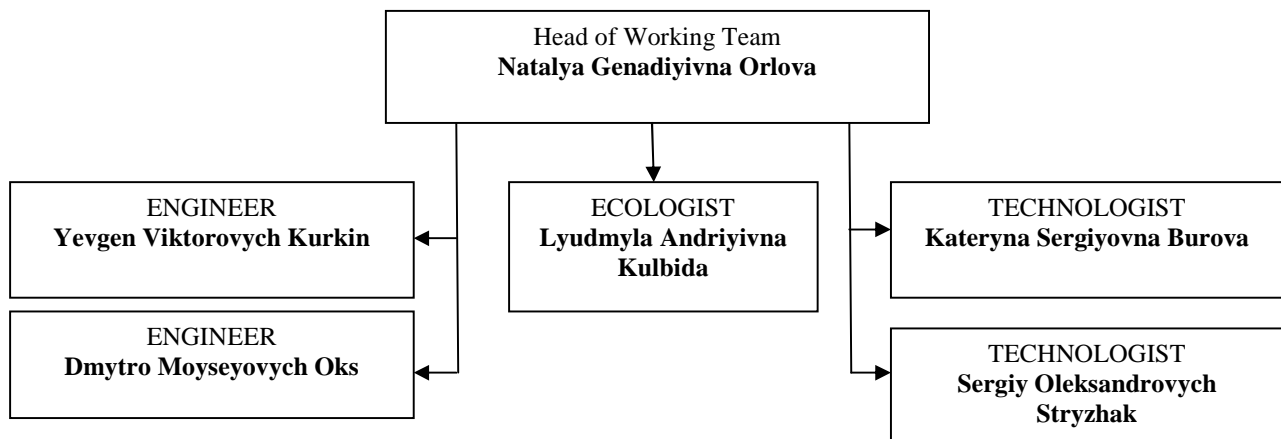 Head of Working Team
Natalya Genadiyivna Orlova
ENGINEER
Yevgen Viktorovych Kurkin
ECOLOGIST
Lyudmyla Andriyivna
Kulbida
TECHNOLOGIST
Kateryna Sergiyovna Burova
ENGINEER
Dmytro Moyseyovych Oks
TECHNOLOGIST
Sergiy Oleksandrovych
Stryzhak